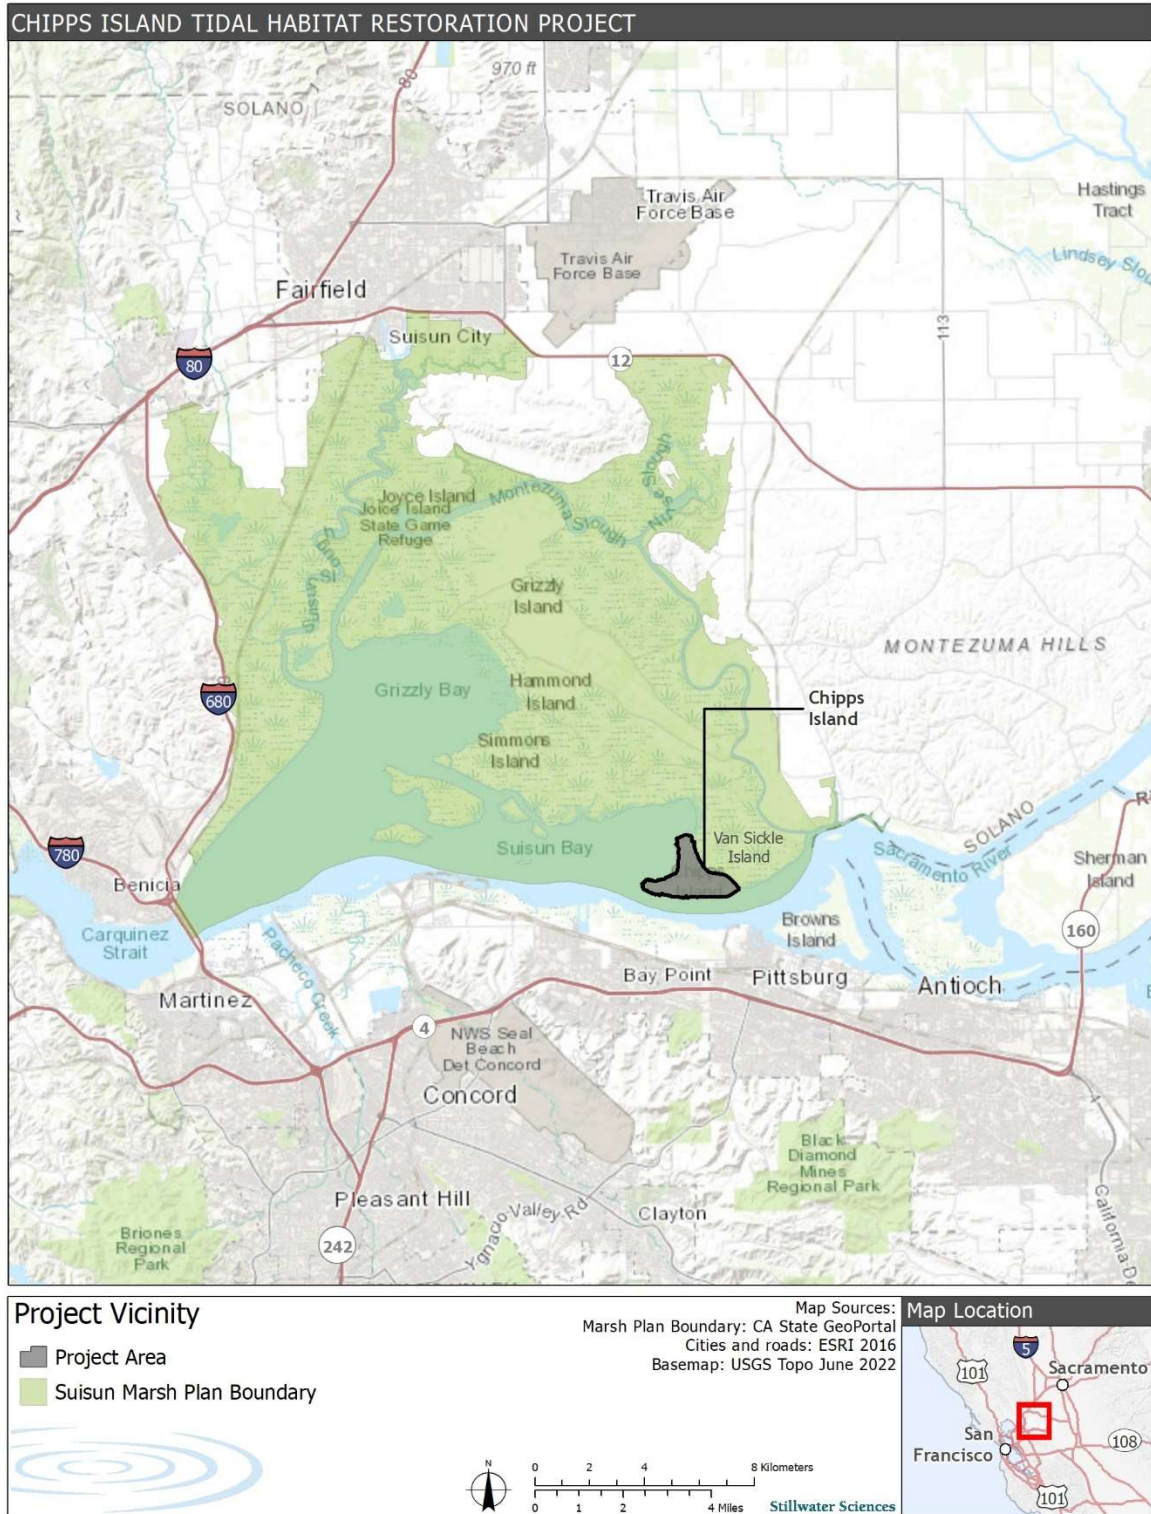 CHIPPS ISLAND TIDAL HABITAT RESTORATION PROJECT
970 ft
80
SOLANO
Travis Air
Force Base
Travis Air
Force Base
Hastings
Tract
Lindsey Slou
Fairfield
113
Suisun City
12
80
Joyce Island
Joice Island
State Game
Refuge
Montezuma
Slough
Nurse Slough
Suisun Slough
Grizzly
Island
MONTEZUMA HILLS
Grizzly Bay
Hammond
Island
Chipps
Island
680
Simmons
Island
SOLANO
Van Sickle
Island
Suisun Bay
780
Sacramento River
Sherman
Island
Chipps
Island
Benicia
Browns
Island
160
Carquinez
Strait
Pacheco Creek
Bay Point
Pittsburg
Antioch
Martinez
4
NWS Seal
Beach
Det Concord
Concord
4
Black
Diamond
Mines
Regional Park
Pleasant Hill
Ygnacio Valley Rd
Clayton
California De
Briones
Regional
Park
242
Project Vicinity
Project Area
Suisun Marsh Plan Boundary
Map Sources:
Marsh Plan Boundary: CA State GeoPortal
Cities and roads: ESRI 2016
Basemap: USGS Topo June 2022
N
0 2 4 8 Kilometers
0 1 2 4 Miles
Stillwater Sciences
Map Location
5
101
Sacramento
San
Francisco
108
101